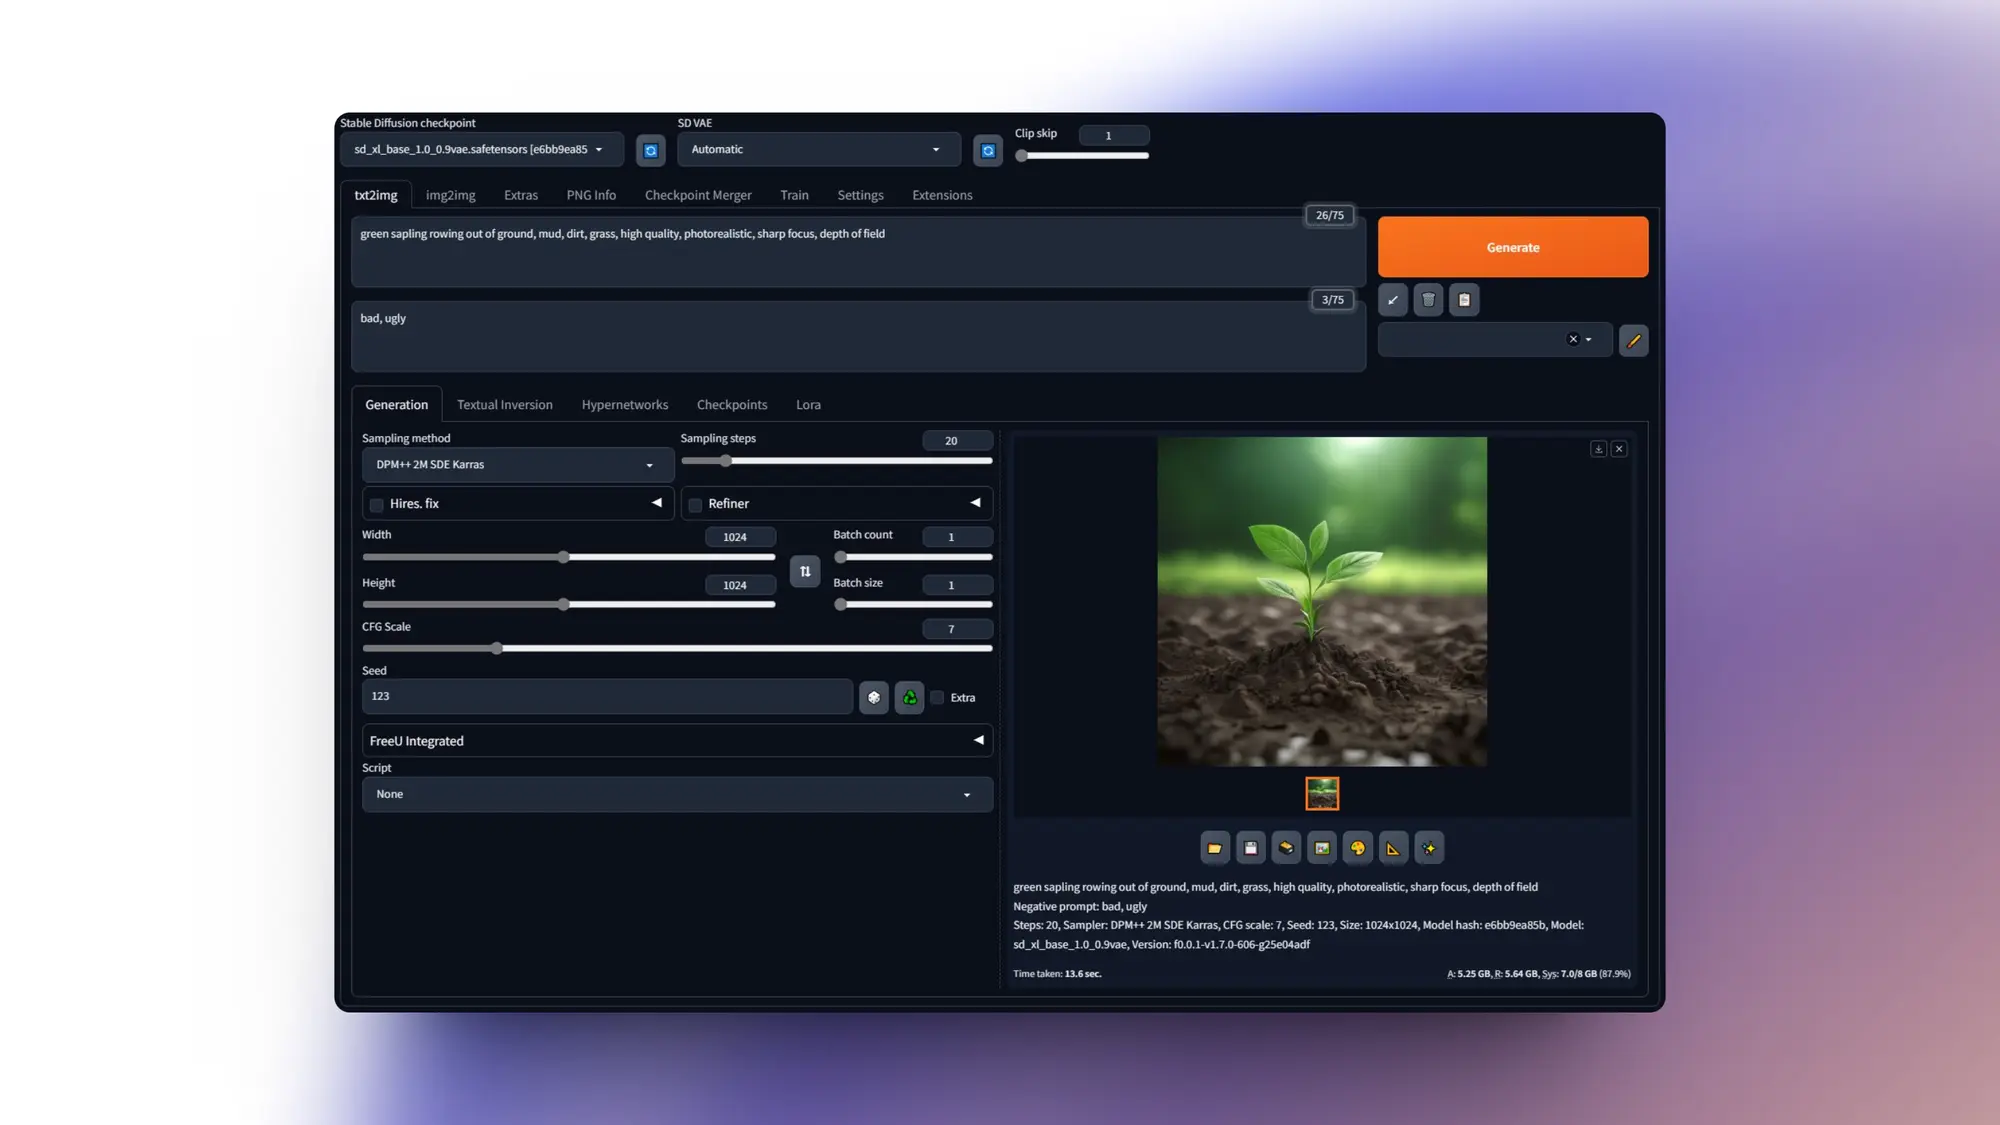 Stable Diffusion checkpoint
sd_xl_base_1.0_0.9vae.safetensors [e6bb9ea85
SD VAE
Automatic
Clip skip
1
txt2img
img2img
Extras
PNG Info
Checkpoint Merger
Train
Settings
Extensions
26/75
green sapling rowing out of ground, mud, dirt, grass, high quality, photorealistic, sharp focus, depth of field
Generate
3/75
bad, ugly
Generation
Textual Inversion
Hypernetworks
Checkpoints
Lora
Sampling method
DPM++ 2M SDE Karras
Sampling steps
20
Hires. fix
Refiner
Width
1024
Batch count
1
Height
1024
Batch size
1
CFG Scale
7
Seed
123
Extra
FreeU Integrated
Script
None
green sapling rowing out of ground, mud, dirt, grass, high quality, photorealistic, sharp focus, depth of field
Negative prompt: bad, ugly
Steps: 20, Sampler: DPM++ 2M SDE Karras, CFG scale: 7, Seed: 123, Size: 1024x1024, Model hash: e6bb9ea85b, Model:
sd_xl_base_1.0_0.9vae, Version: f0.0.1-v1.7.0-606-g25e04adf
Time taken: 13.6 sec.
A: 5.25 GB, R: 5.64 GB, Sys: 7.0/8 GB (87.9%)